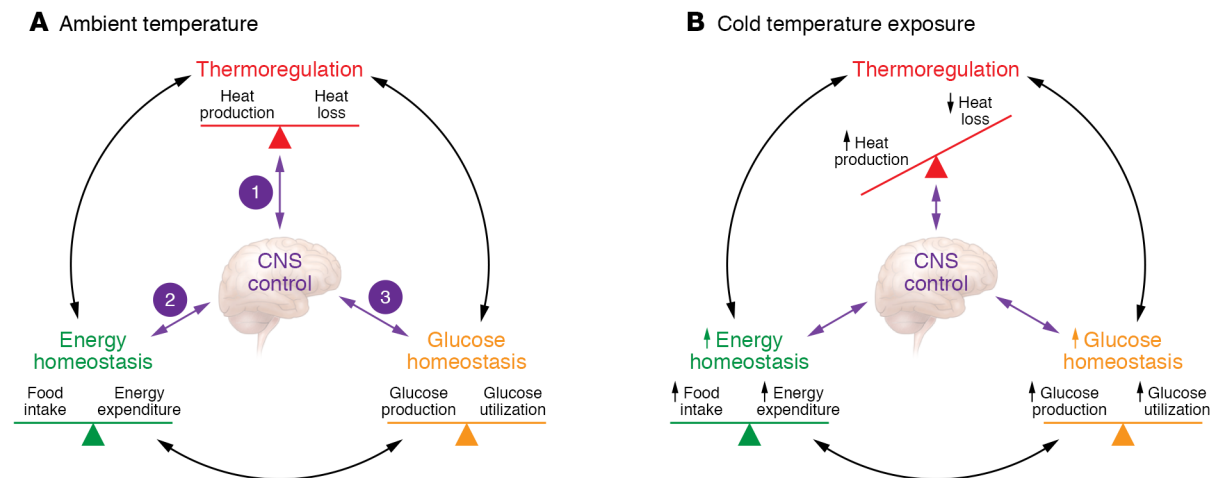 A Ambient temperature
Thermoregulation
Heat
production
Heat
loss
1
CNS
control
2
3
Energy
homeostasis
Food
intake
Energy
expenditure
Glucose
homeostasis
Glucose
production
Glucose
utilization
B Cold temperature exposure
Thermoregulation
Heat
loss
Heat
production
CNS
control
Energy
homeostasis
Food
intake
Energy
expenditure
Glucose
homeostasis
Glucose
production
Glucose
utilization